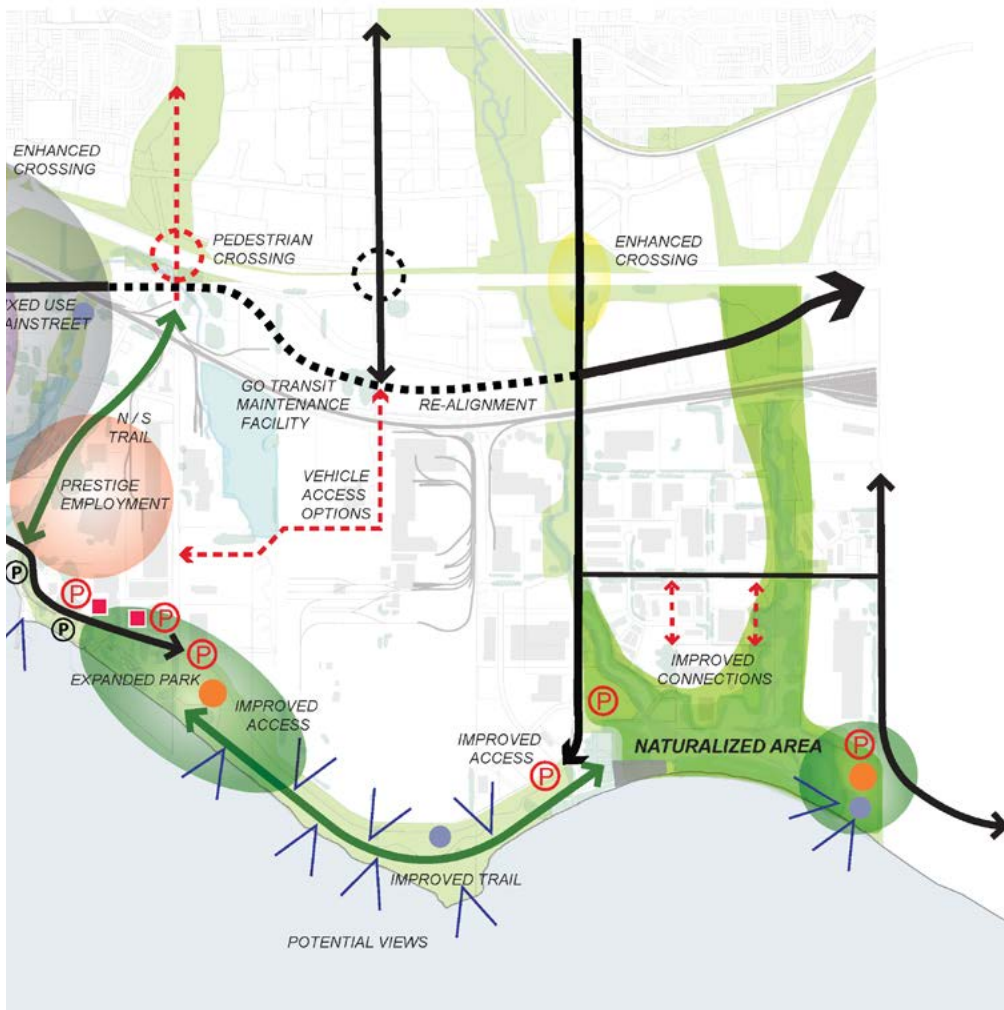 ENHANCED
CROSSING
PEDESTRIAN
CROSSING
ENHANCED
CROSSING
XED USE
AINSTREET
GO TRANSIT
MAINTENANCE
FACILITY
RE-ALIGNMENT
N / S
TRAIL
PRESTIGE
EMPLOYMENT
VEHICLE
ACCESS
OPTIONS
P
P
P
P
P
EXPANDED PARK
IMPROVED
ACCESS
IMPROVED
CONNECTIONS
P
IMPROVED
ACCESS
P
NATURALIZED AREA
P
IMPROVED TRAIL
POTENTIAL VIEWS